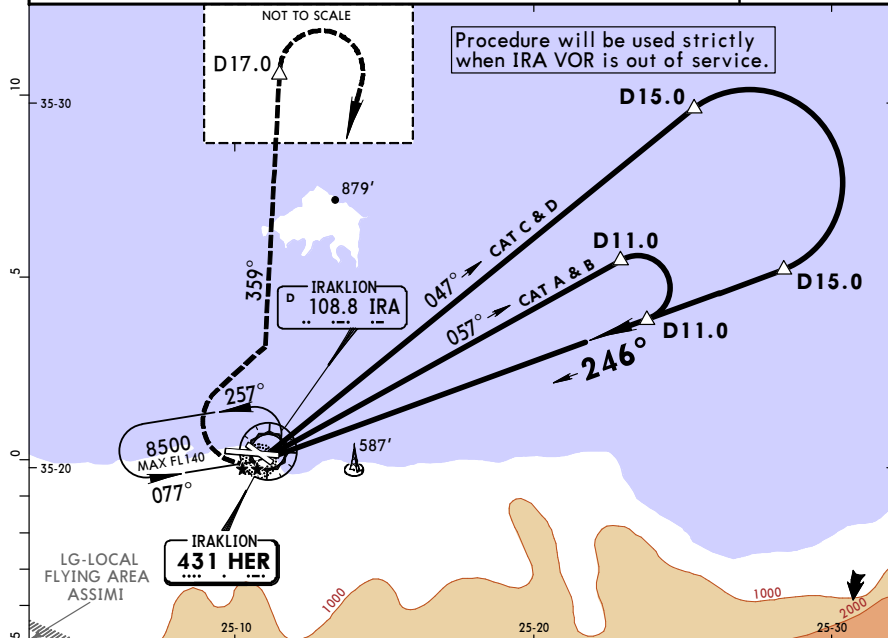 NOT TO SCALE
D17.0
Procedure will be used strictly
when IRA VOR is out of service.
10
35-30
D15.0
879'
047° CAT C & D
D11.0
359°
IRAKLION
D 108.8 IRA
057° CAT A & B
5
D15.0
D11.0
246°
257°
8500
MAX FL140
077°
587'
0
35-20
IRAKLION
431 HER
LG-LOCAL
FLYING AREA
ASSIMI
1000
1000
2000
5
25-10
25-20
25-30